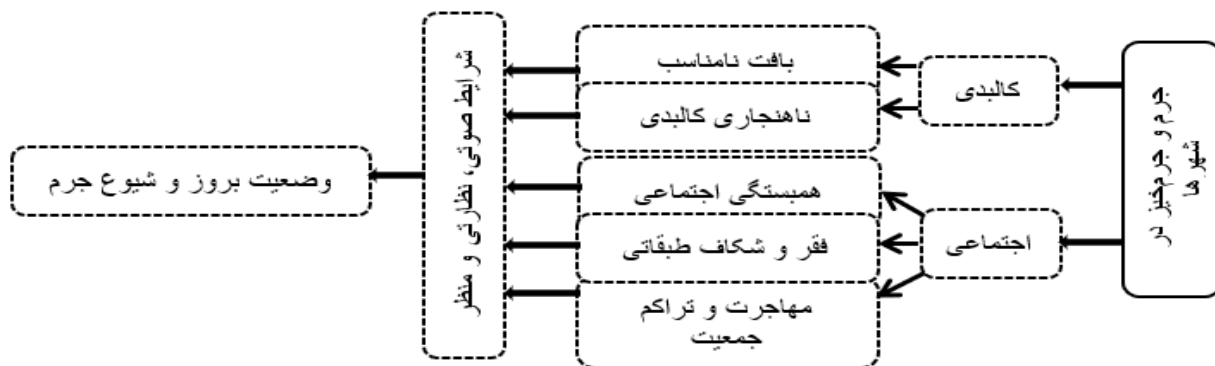 جرم و جرم‌خیز در
شهرها
کالبدی
اجتماعی
بافت نامناسب
ناهنجاری کالبدی
همبستگی اجتماعی
فقر و شکاف طبقاتی
مهاجرت و تراکم
جمعیت
شرایط صوتی، نظارتی و منظر
وضعیت بروز و شیوع جرم